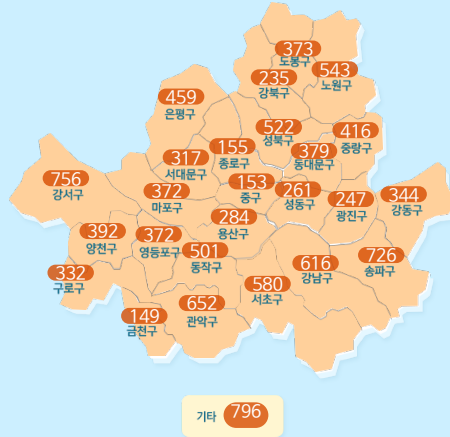 373
도봉구
543
노원구
235
강북구
459
은평구
522
성북구
416
중랑구
155
종로구
379
동대문구
317
서대문구
756
강서구
372
마포구
153
중구
261
성동구
247
광진구
344
강동구
284
용산구
392
양천구
372
영등포구
501
동작구
616
강남구
726
송파구
332
구로구
580
서초구
652
관악구
149
금천구
기타 796